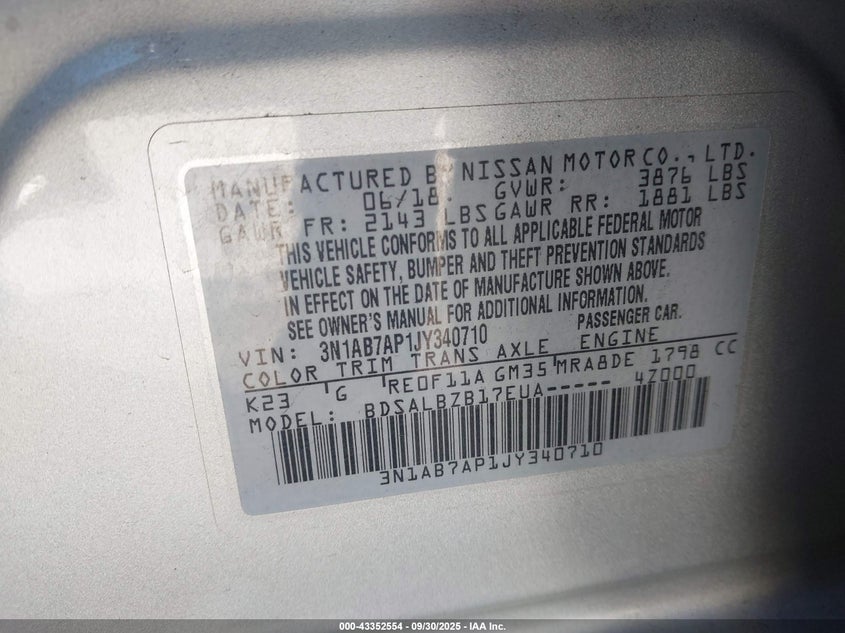 MANUFACTURED BY NISSAN MOTOR CO., LTD.
DATE: 06/18. GVWR: 3876 LBS
GAWR FR: 2143 LBS GAWR RR: 1881 LBS
THIS VEHICLE CONFORMS TO ALL APPLICABLE FEDERAL MOTOR
VEHICLE SAFETY, BUMPER AND THEFT PREVENTION STANDARDS
IN EFFECT ON THE DATE OF MANUFACTURE SHOWN ABOVE.
SEE OWNER'S MANUAL FOR ADDITIONAL INFORMATION.
VIN: 3N1AB7AP1JY340710 PASSENGER CAR.
COLOR TRIM TRANS AXLE ENGINE
K23 G RE0F11A GM35 MRA8DE 1798 CC
MODEL: BDSALBZB17EUA----- 4Z000
3N1AB7AP1JY340710
000-43352554 - 09/30/2025 - IAA Inc.